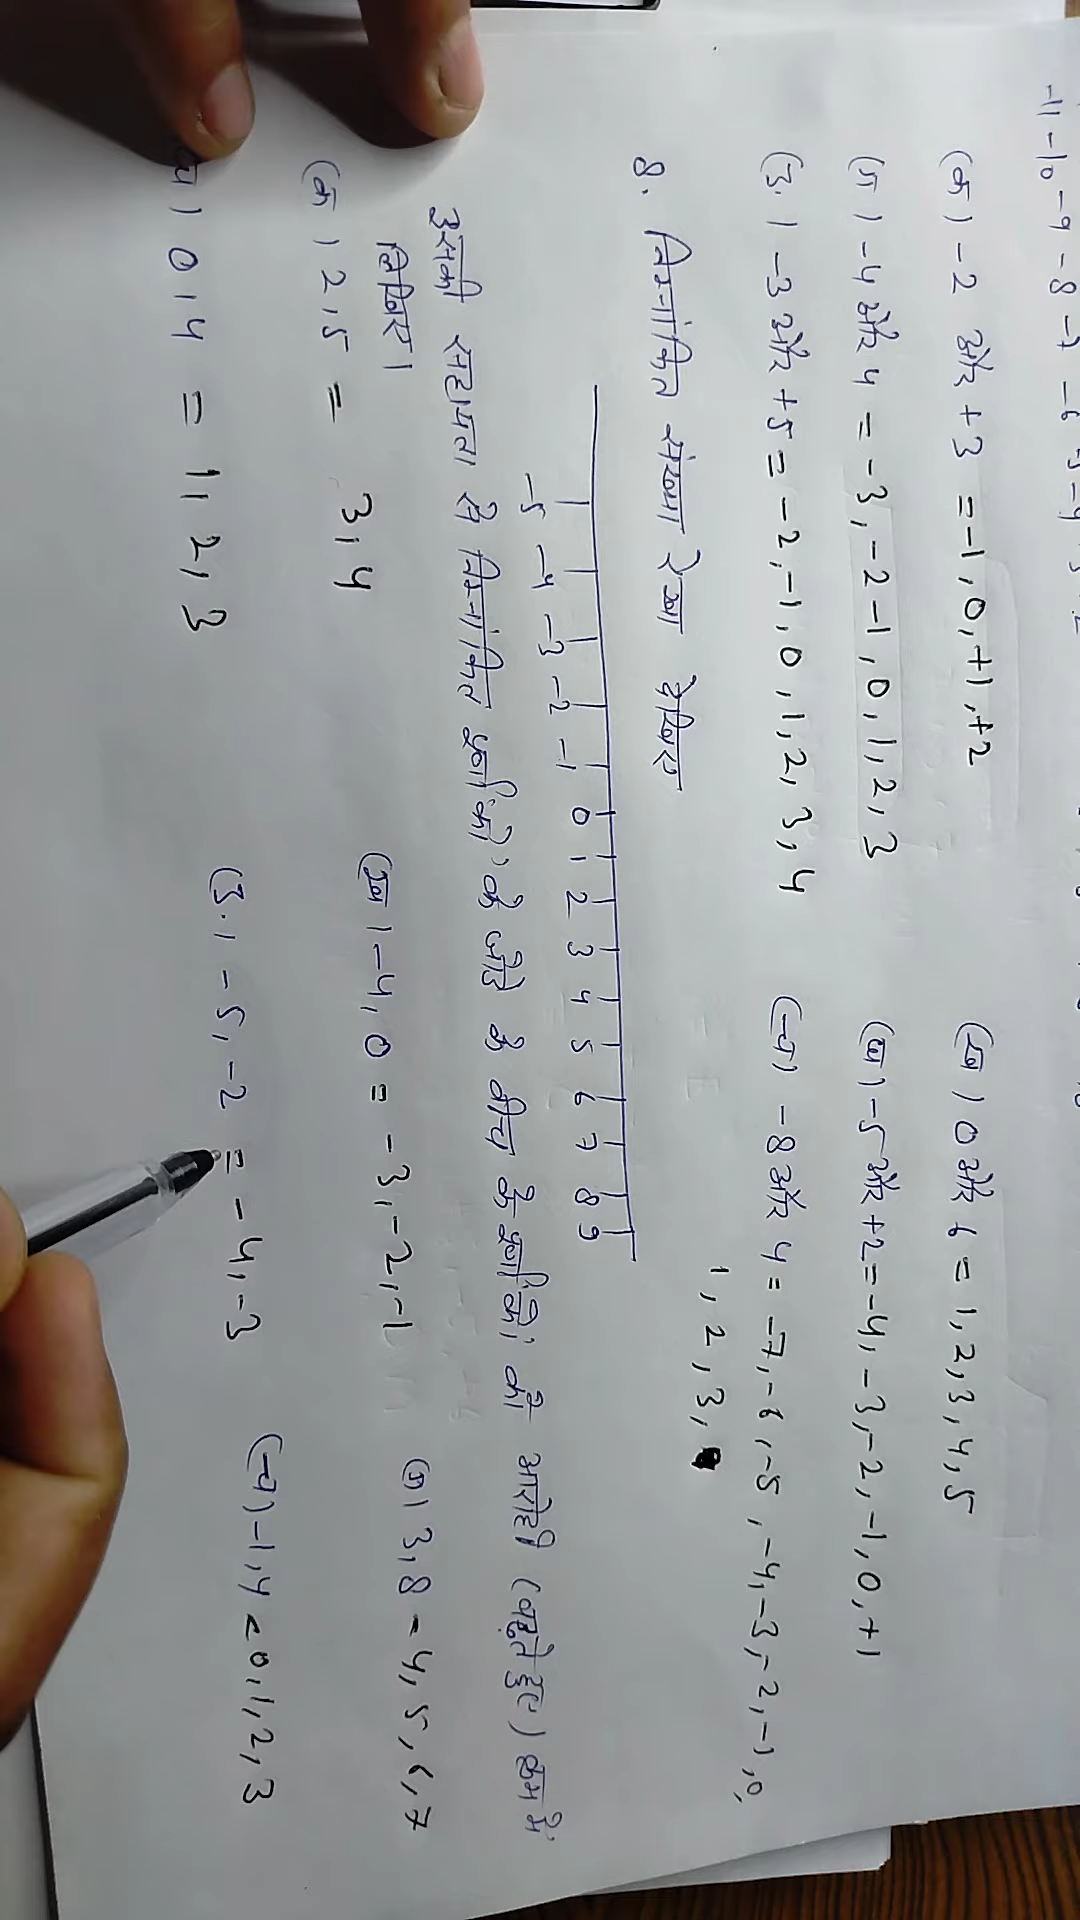 -11 -10 -9 -8 -7 -6 -5 -4
(क) -2 और +3 = -1, 0, +1, +2 (ख) 0 और 6 = 1, 2, 3, 4, 5
(ग) -4 और 4 = -3, -2 -1, 0, 1, 2, 3 (घ) -5 और +2 = -4, -3, -2, -1, 0, +1
(ङ) -3 और +5 = -2, -1, 0, 1, 2, 3, 4 (च) -8 और 4 = -7, -6, -5, -4, -3, -2, -1, 0,
1, 2, 3,
8. निम्नांकित संख्या रेखा देखिए
-5 -4 -3 -2 -1 0 1 2 3 4 5 6 7 8 9
इसकी सहायता से निम्नांकित पूर्णांकों के जोड़े के बीच के पूर्णांकों को आरोही (बढ़ते हुए) क्रम में
लिखिए।
(क) 2, 5 = 3, 4 (ख) -4, 0 = -3, -2, -1 (ग) 3, 8 = 4, 5, 6, 7
(घ) 0, 4 = 1, 2, 3 (ङ) -5, -2 = -4, -3 (च) -1, 4 = 0, 1, 2, 3